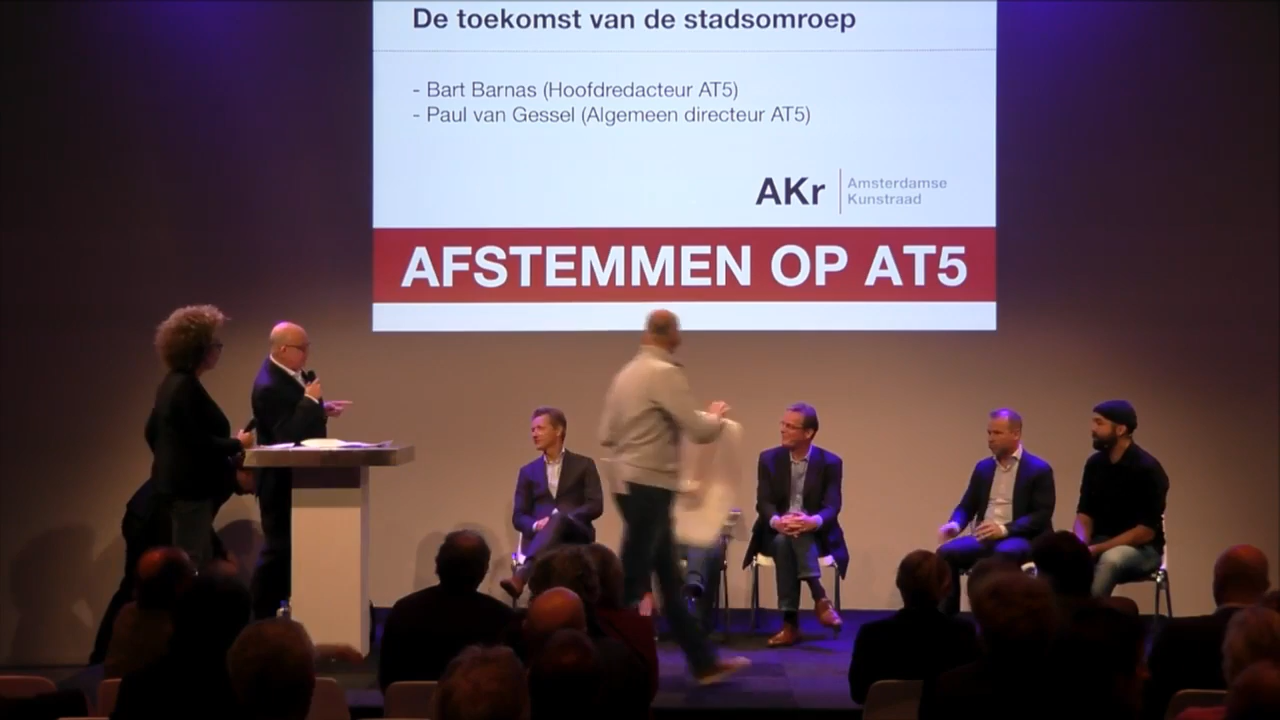 De toekomst van de stadsomroep
- Bart Barnas (Hoofdredacteur AT5)
- Paul van Gessel (Algemeen directeur AT5)
AKr
Amsterdamse
Kunstraad
AFSTEMMEN OP AT5